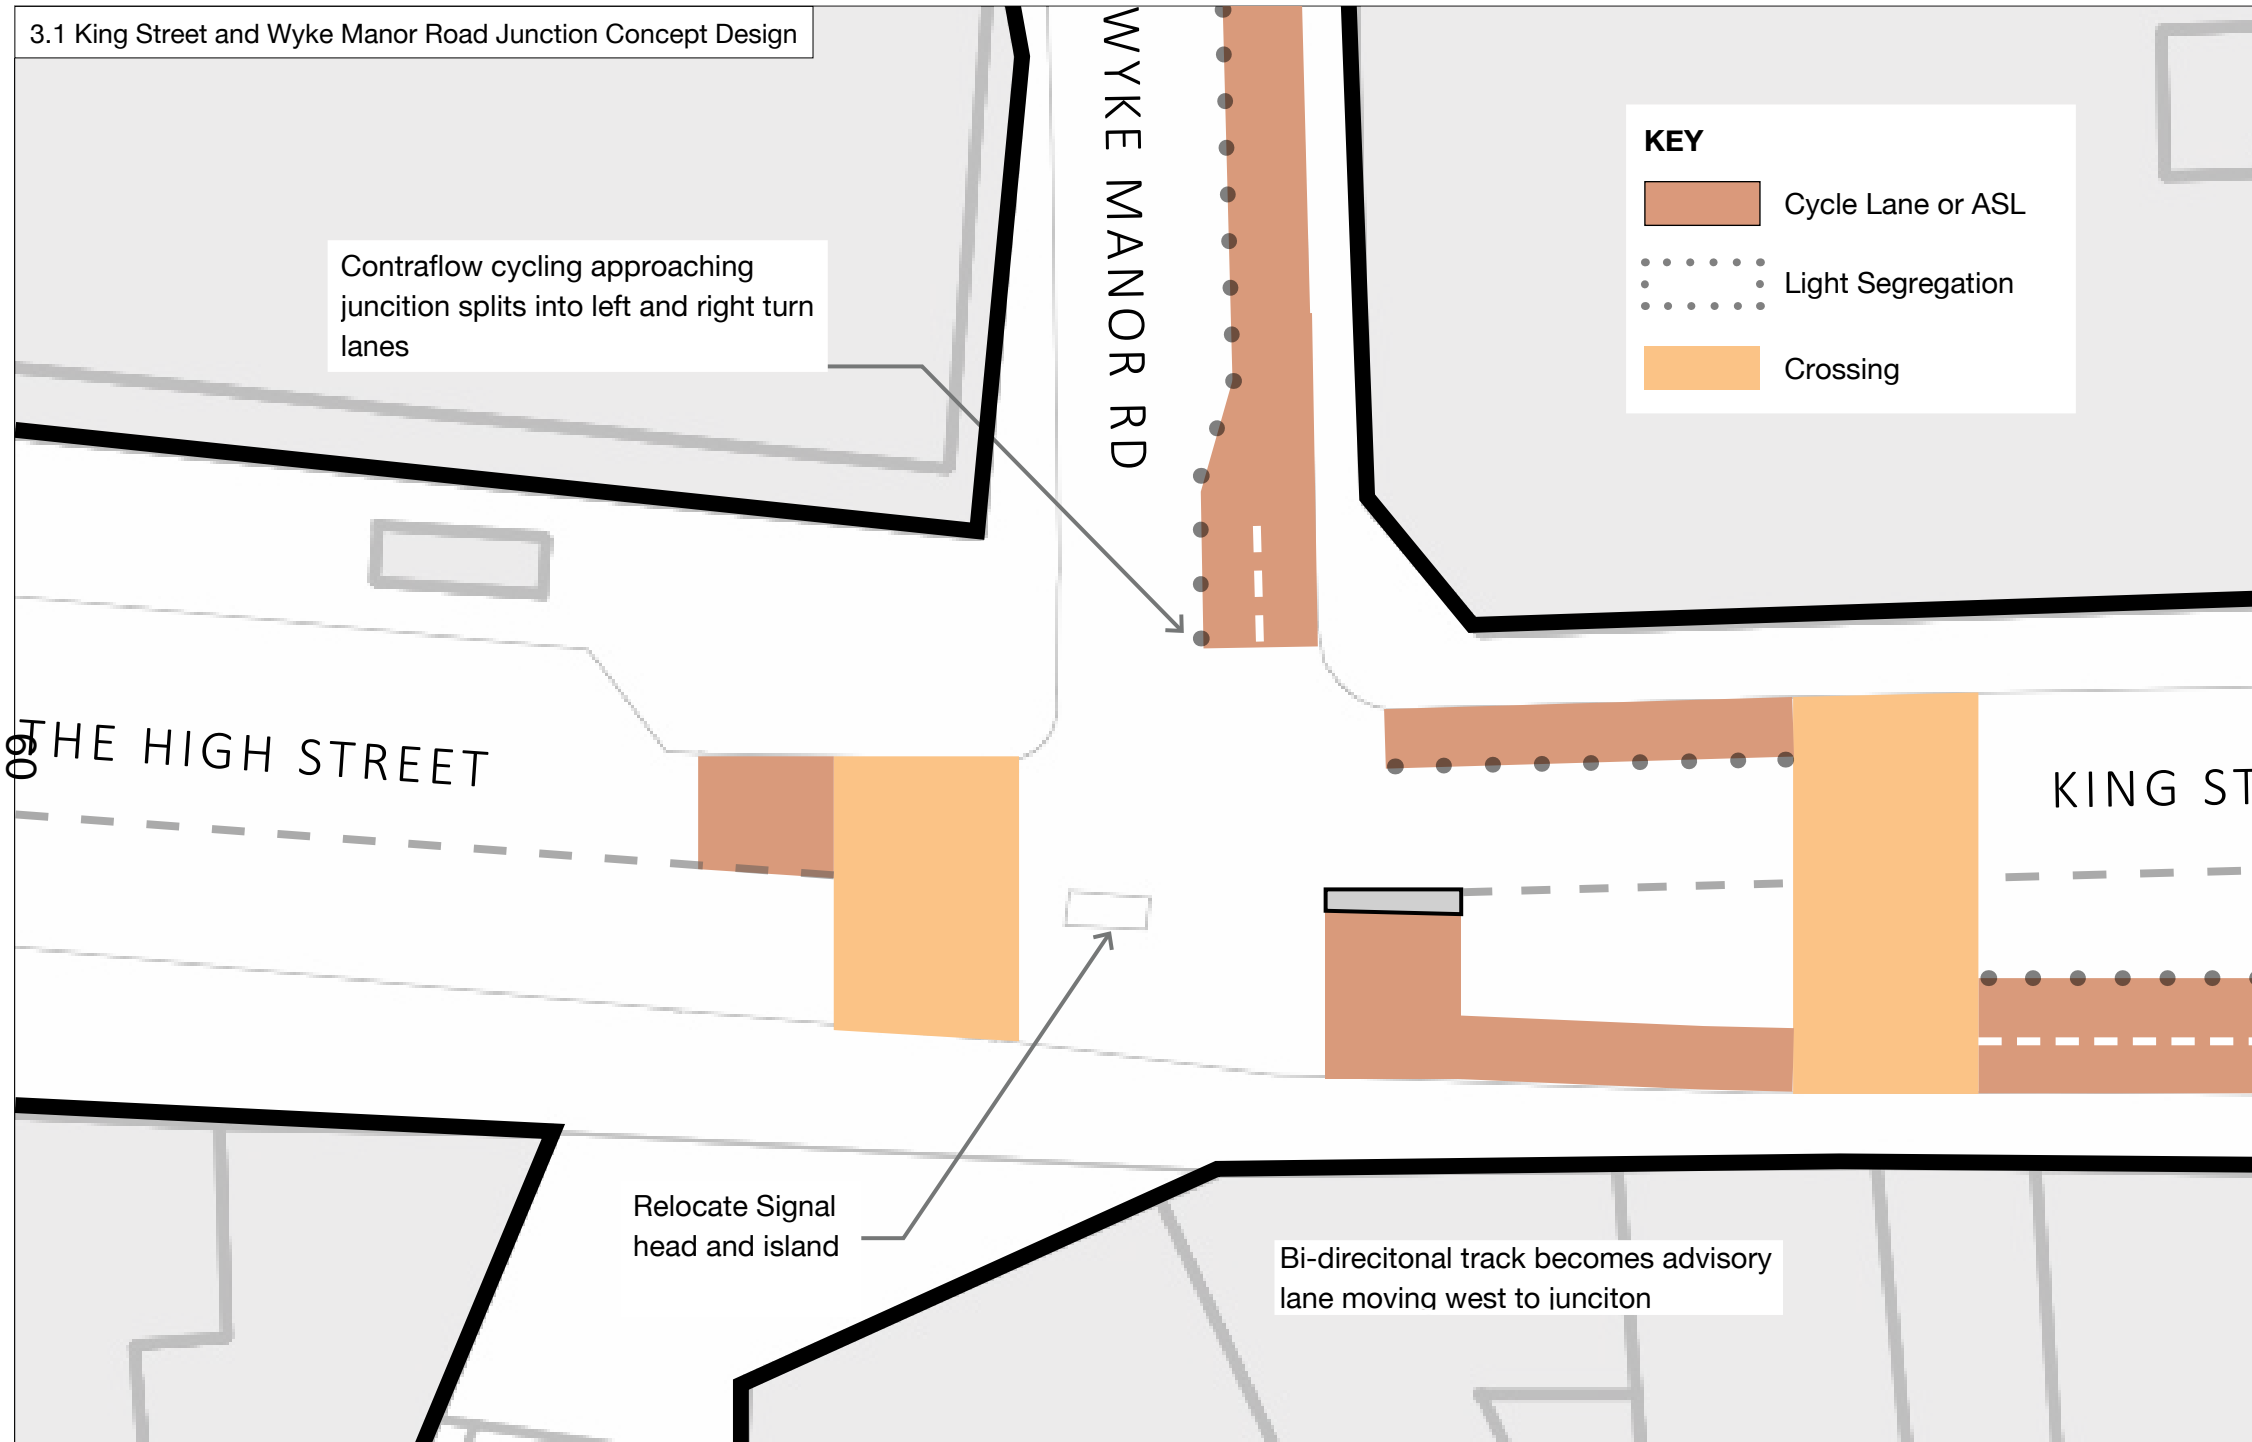 3.1 King Street and Wyke Manor Road Junction Concept Design
WYKE MANOR RD
KEY
Cycle Lane or ASL
Light Segregation
Crossing
Contraflow cycling approaching
juncition splits into left and right turn
lanes
THE HIGH STREET
60
KING ST
Relocate Signal
head and island
Bi-direcitonal track becomes advisory
lane moving west to junciton